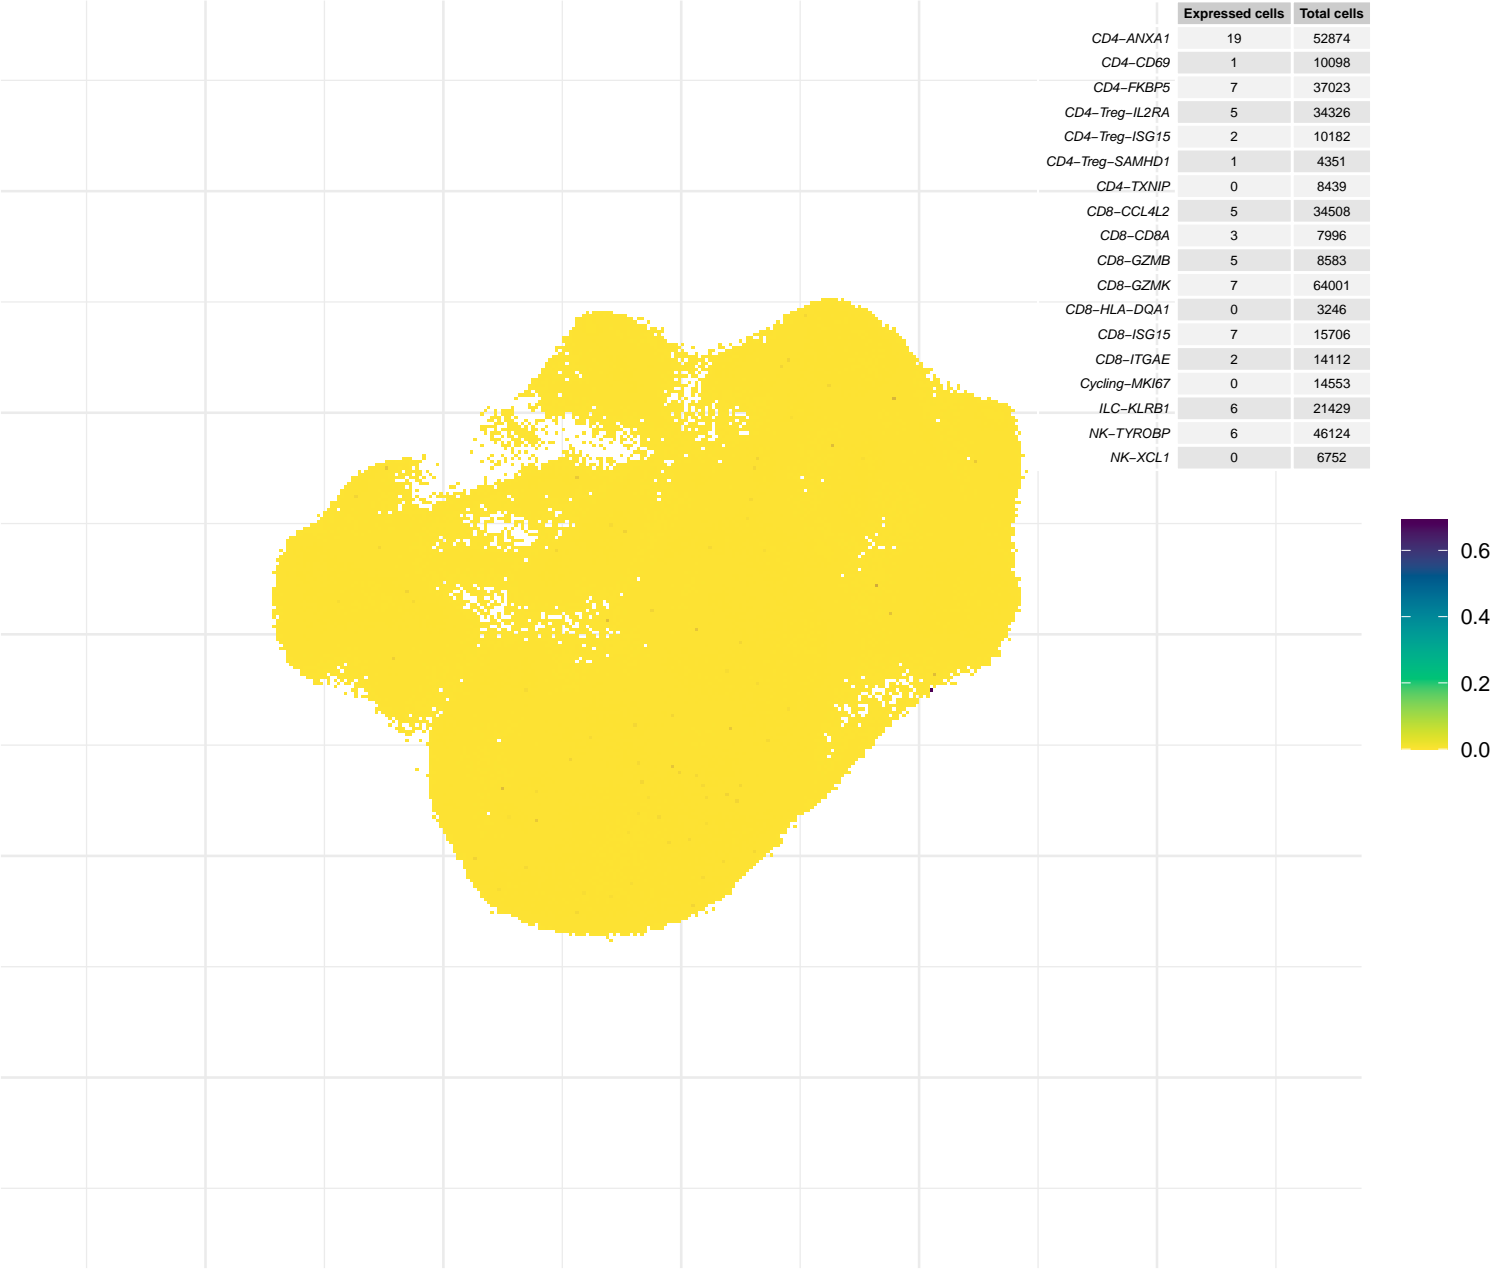 Expressed cells Total cells
CD4−ANXA1 19 52874
CD4−CD69 1 10098
CD4−FKBP5 7 37023
CD4−Treg−IL2RA 5 34326
CD4−Treg−ISG15 2 10182
CD4−Treg−SAMHD1 1 4351
CD4−TXNIP 0 8439
CD8−CCL4L2 5 34508
CD8−CD8A 3 7996
CD8−GZMB 5 8583
CD8−GZMK 7 64001
CD8−HLA−DQA1 0 3246
CD8−ISG15 7 15706
CD8−ITGAE 2 14112
Cycling−MKI67 0 14553
ILC−KLRB1 6 21429
NK−TYROBP 6 46124
NK−XCL1 0 6752
0.6
0.4
0.2
0.0